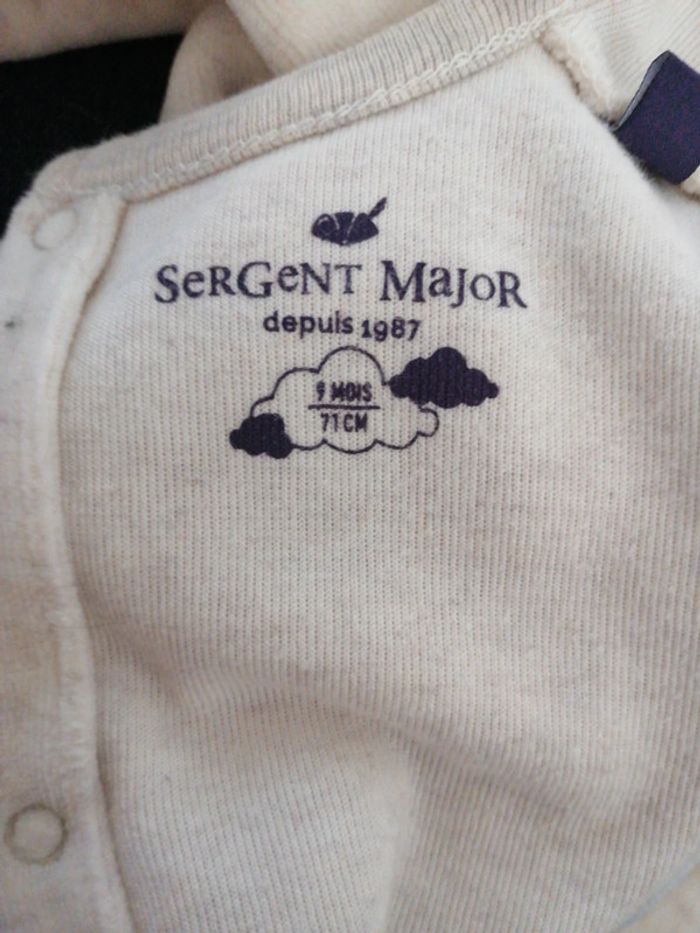 SeRGeNT MaJoR
depuis 1987
9 MOIS
71 CM